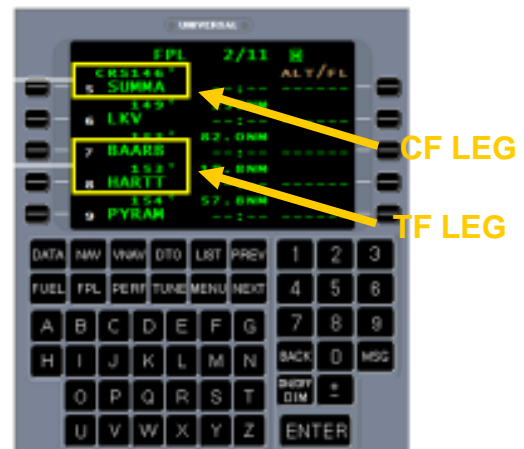 UNIVERSAL
FPL 2/11
CRS146° ALT/FL
5 SUMMA --:-- -----
149°
6 LKV --:-- -----
82.0NM
7 BAARB --:-- -----
153°
8 HARTT --:-- -----
154° 57.6NM
9 PYRAM --:-- -----
CF LEG
TF LEG
DATA NAV VNAV DTO LIST PREV 1 2 3
FUEL FPL PERF TUNE MENU NEXT 4 5 6
A B C D E F G 7 8 9
H I J K L M N BACK 0 MSG
O P Q R S T ON/OFF DIM ±
U V W X Y Z ENTER